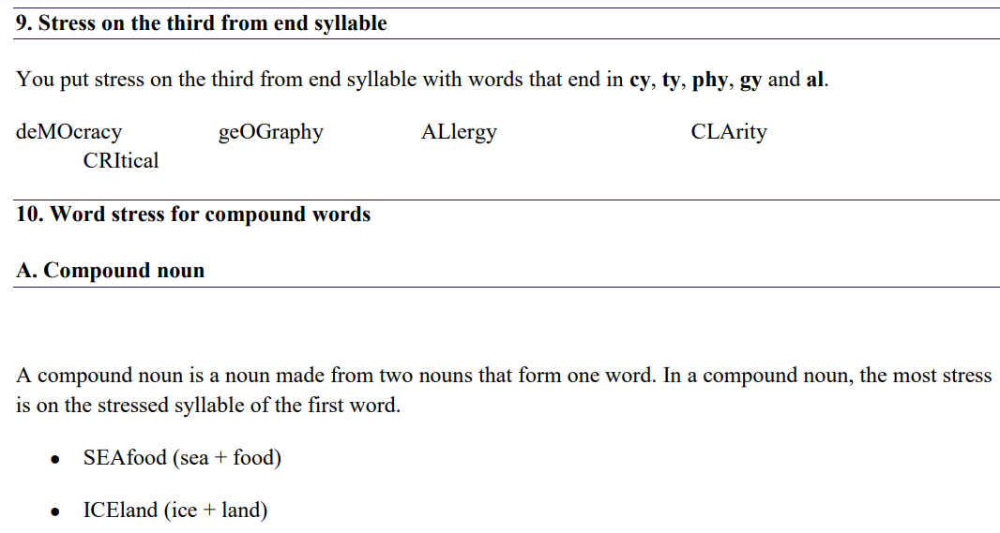 9. Stress on the third from end syllable
You put stress on the third from end syllable with words that end in cy, ty, phy, gy and al.
deMOcracy geOGraphy ALlergy CLArity
CRItical
10. Word stress for compound words
A. Compound noun
A compound noun is a noun made from two nouns that form one word. In a compound noun, the most stress
is on the stressed syllable of the first word.
• SEAfood (sea + food)
• ICEland (ice + land)